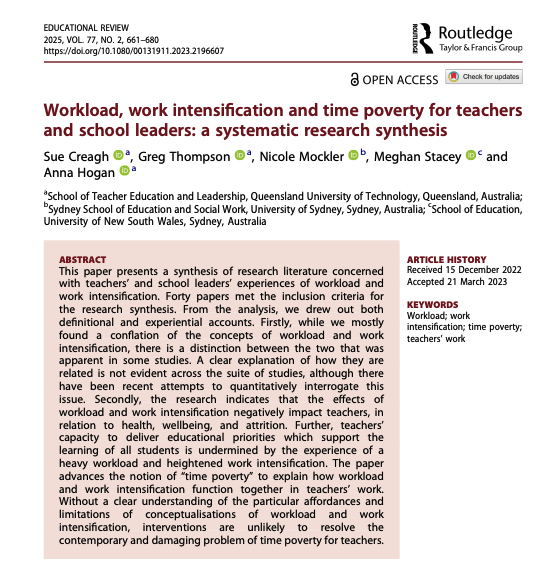 EDUCATIONAL REVIEW
2025, VOL. 77, NO. 2, 661–680
https://doi.org/10.1080/00131911.2023.2196607
Routledge
Taylor & Francis Group
OPEN ACCESS
Check for updates
Workload, work intensification and time poverty for teachers
and school leaders: a systematic research synthesis
Sue Creagh iD a, Greg Thompson iD a, Nicole Mockler iD b, Meghan Stacey iD c and
Anna Hogan iD a
aSchool of Teacher Education and Leadership, Queensland University of Technology, Queensland, Australia;
bSydney School of Education and Social Work, University of Sydney, Sydney, Australia; cSchool of Education,
University of New South Wales, Sydney, Australia
ABSTRACT
This paper presents a synthesis of research literature concerned
with teachers’ and school leaders’ experiences of workload and
work intensification. Forty papers met the inclusion criteria for
the research synthesis. From the analysis, we drew out both
definitional and experiential accounts. Firstly, while we mostly
found a conflation of the concepts of workload and work
intensification, there is a distinction between the two that was
apparent in some studies. A clear explanation of how they are
related is not evident across the suite of studies, although there
have been recent attempts to quantitatively interrogate this
issue. Secondly, the research indicates that the effects of
workload and work intensification negatively impact teachers, in
relation to health, wellbeing, and attrition. Further, teachers’
capacity to deliver educational priorities which support the
learning of all students is undermined by the experience of a
heavy workload and heightened work intensification. The paper
advances the notion of “time poverty” to explain how workload
and work intensification function together in teachers’ work.
Without a clear understanding of the particular affordances and
limitations of conceptualisations of workload and work
intensification, interventions are unlikely to resolve the
contemporary and damaging problem of time poverty for teachers.
ARTICLE HISTORY
Received 15 December 2022
Accepted 21 March 2023
KEYWORDS
Workload; work
intensification; time poverty;
teachers’ work